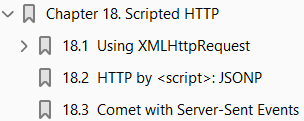 Chapter 18. Scripted HTTP
18.1 Using XMLHttpRequest
18.2 HTTP by <script>: JSONP
18.3 Comet with Server-Sent Events